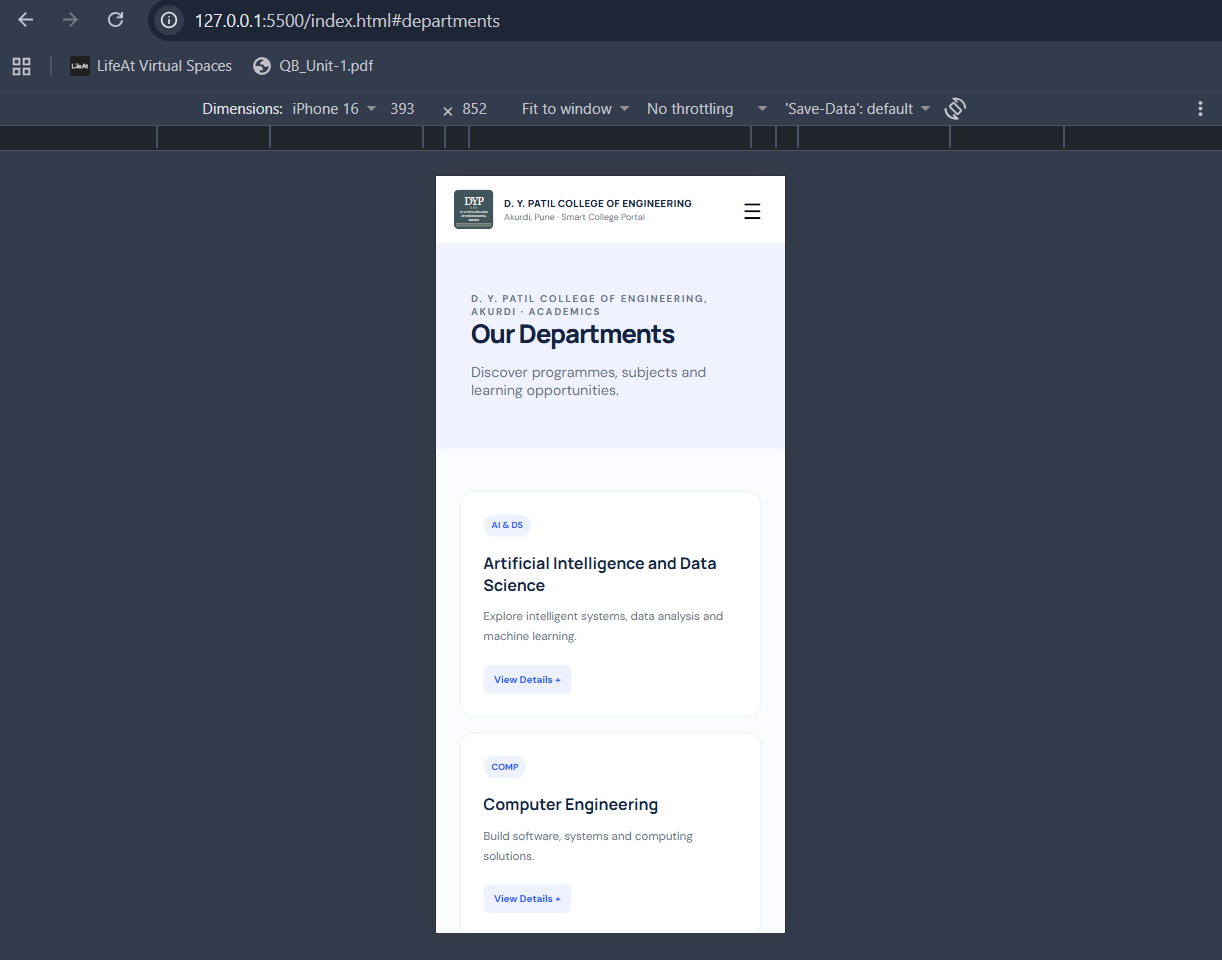 127.0.0.1:5500/index.html#departments
LifeAt LifeAt Virtual Spaces QB_Unit-1.pdf
Dimensions: iPhone 16 393 × 852 Fit to window No throttling 'Save-Data': default
DYP
D. Y. PATIL COLLEGE OF ENGINEERING
Akurdi, Pune · Smart College Portal
D. Y. PATIL COLLEGE OF ENGINEERING,
AKURDI · ACADEMICS
Our Departments
Discover programmes, subjects and
learning opportunities.
AI & DS
Artificial Intelligence and Data
Science
Explore intelligent systems, data analysis and
machine learning.
View Details +
COMP
Computer Engineering
Build software, systems and computing
solutions.
View Details +